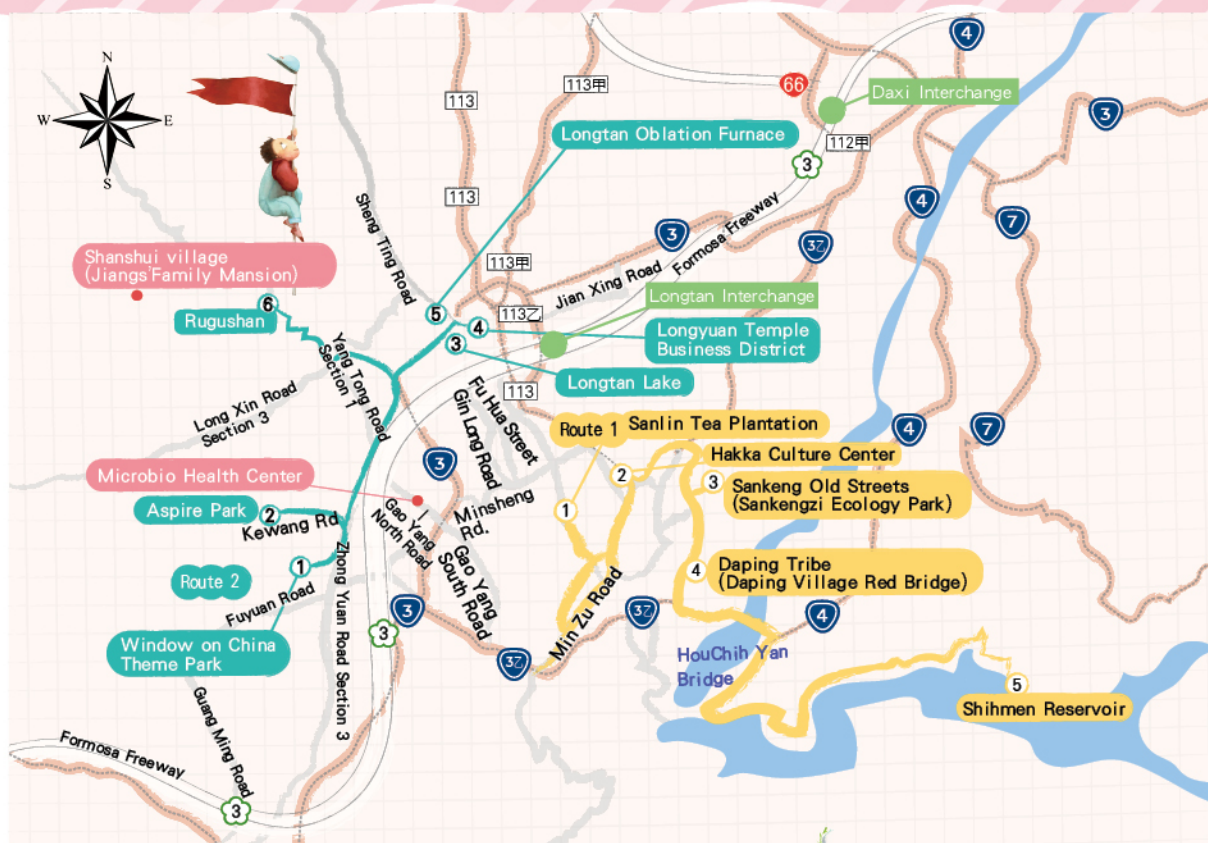 N
W
E
S
4
66
Daxi Interchange
3
113甲
113
112甲
3
Longtan Oblation Furnace
4
113
Sheng Ting Road
7
3
3乙
Formosa Freeway
Shanshui village
(Jiangs'Family Mansion)
113甲
Jian Xing Road
Longtan Interchange
6
Rugushan
5
113乙
4
Longyuan Temple
Business District
3
Longtan Lake
Yang Tong Road
Section 1
113
Long Xin Road
Section 3
Fu Hua Street
Gin Long Road
Route 1
Sanlin Tea Plantation
4
7
Hakka Culture Center
3
2
3
Sankeng Old Streets
(Sankengzi Ecology Park)
Microbio Health Center
Aspire Park
2
Kewang Rd
Gao Yang
North Road
Minsheng
Rd.
1
1
Route 2
Fuyuan Road
Zhong Yuan Road Section 3
Gao Yang
South Road
4
Daping Tribe
(Daping Village Red Bridge)
Min Zu Road
3
3乙
4
3
Window on China
Theme Park
3乙
HouChih Yan
Bridge
5
Shihmen Reservoir
Guang Ming Road
Formosa Freeway
3